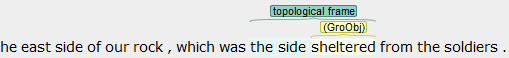 topological frame
(GroObj)
he east side of our rock , which was the side sheltered from the soldiers .